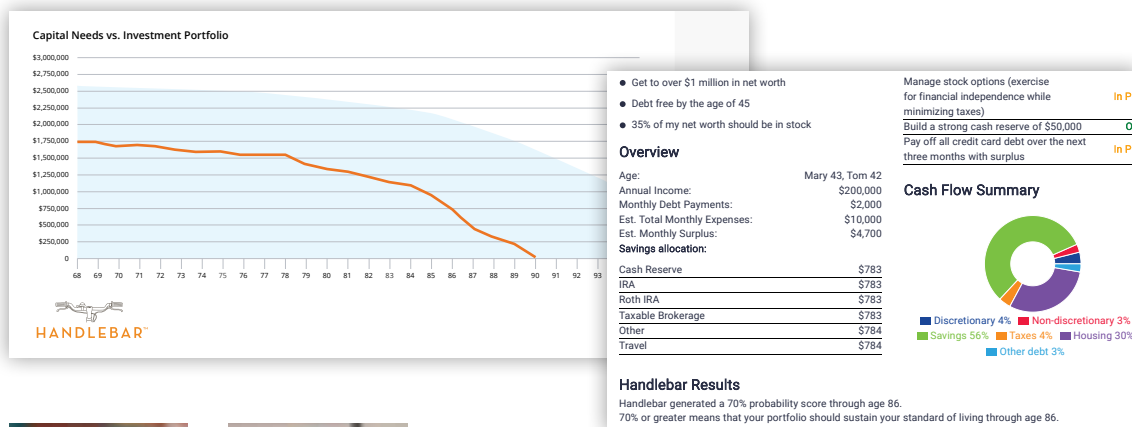 Capital Needs vs. Investment Portfolio
$3,000,000
$2,750,000
$2,500,000
$2,250,000
$2,000,000
$1,750,000
$1,500,000
$1,250,000
$1,000,000
$750,000
$500,000
$250,000
0
68 69 70 71 72 73 74 75 76 77 78 79 80 81 82 83 84 85 86 87 88 89 90 91 92 93
HANDLEBAR™
Get to over $1 million in net worth
Debt free by the age of 45
35% of my net worth should be in stock
Overview
Age: Mary 43, Tom 42
Annual Income: $200,000
Monthly Debt Payments: $2,000
Est. Total Monthly Expenses: $10,000
Est. Monthly Surplus: $4,700
Savings allocation:
Cash Reserve $783
IRA $783
Roth IRA $783
Taxable Brokerage $783
Other $784
Travel $784
Manage stock options (exercise
for financial independence while In P
minimizing taxes)
Build a strong cash reserve of $50,000 O
Pay off all credit card debt over the next In P
three months with surplus
Cash Flow Summary
Discretionary 4% Non-discretionary 3%
Savings 56% Taxes 4% Housing 30%
Other debt 3%
Handlebar Results
Handlebar generated a 70% probability score through age 86.
70% or greater means that your portfolio should sustain your standard of living through age 86.